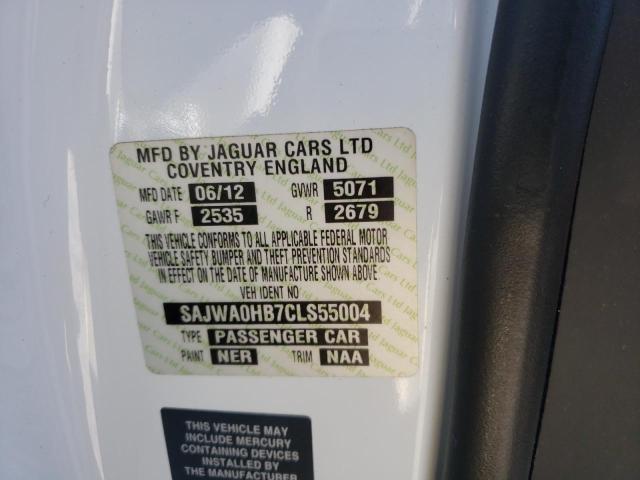 MFD BY JAGUAR CARS LTD
COVENTRY ENGLAND
MFD DATE 06/12 GVWR 5071
GAWR F 2535 R 2679
THIS VEHICLE CONFORMS TO ALL APPLICABLE FEDERAL MOTOR
VEHICLE SAFETY BUMPER AND THEFT PREVENTION STANDARDS
IN EFFECT ON THE DATE OF MANUFACTURE SHOWN ABOVE
VEH IDENT NO
SAJWA0HB7CLS55004
TYPE PASSENGER CAR
PAINT NER TRIM NAA
THIS VEHICLE MAY
INCLUDE MERCURY
CONTAINING DEVICES
INSTALLED BY THE
MANUFACTURER